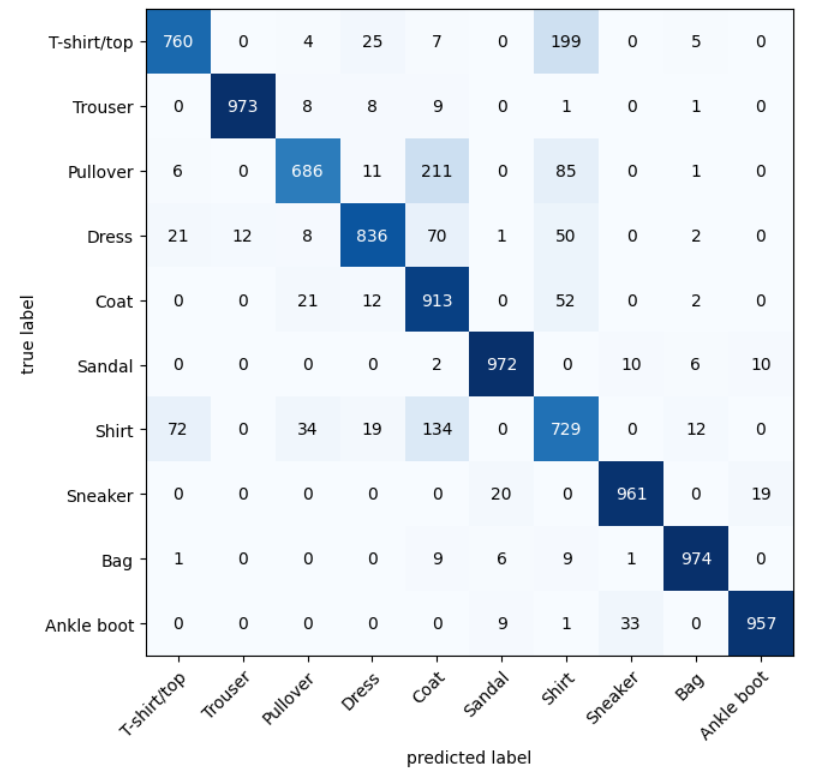 T-shirt/top 760 0 4 25 7 0 199 0 5 0
Trouser 0 973 8 8 9 0 1 0 1 0
Pullover 6 0 686 11 211 0 85 0 1 0
Dress 21 12 8 836 70 1 50 0 2 0
Coat 0 0 21 12 913 0 52 0 2 0
Sandal 0 0 0 0 2 972 0 10 6 10
Shirt 72 0 34 19 134 0 729 0 12 0
Sneaker 0 0 0 0 0 20 0 961 0 19
Bag 1 0 0 0 9 6 9 1 974 0
Ankle boot 0 0 0 0 0 9 1 33 0 957
T-shirt/top Trouser Pullover Dress Coat Sandal Shirt Sneaker Bag Ankle boot
predicted label
true label